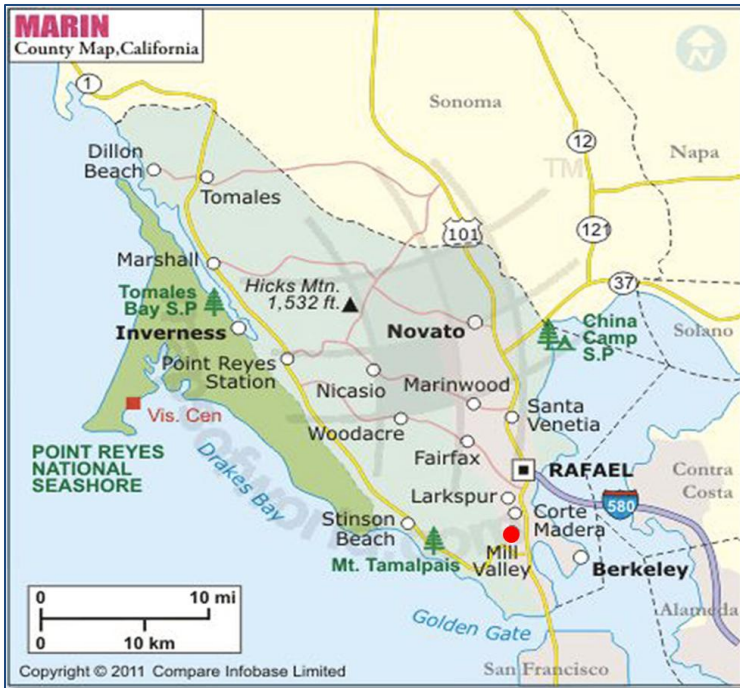 MARIN
County Map,California
N
1
Sonoma
12
Napa
TM
Dillon
Beach
Tomales
101
121
Marshall
37
Hicks Mtn.
1,532 ft.
Tomales
Bay S.P
Inverness
Novato
China
Camp
S.P
Solano
Point Reyes
Station
Nicasio
Marinwood
Vis. Cen
Woodacre
Santa
Venetia
Fairfax
POINT REYES
NATIONAL
SEASHORE
Drakes Bay
RAFAEL
Contra
Costa
Larkspur
580
Corte
Madera
Stinson
Beach
Mt. Tamalpais
Mill
Valley
Berkeley
0 10 mi
0 10 km
Golden Gate
Alameda
San Francisco
Copyright © 2011 Compare Infobase Limited